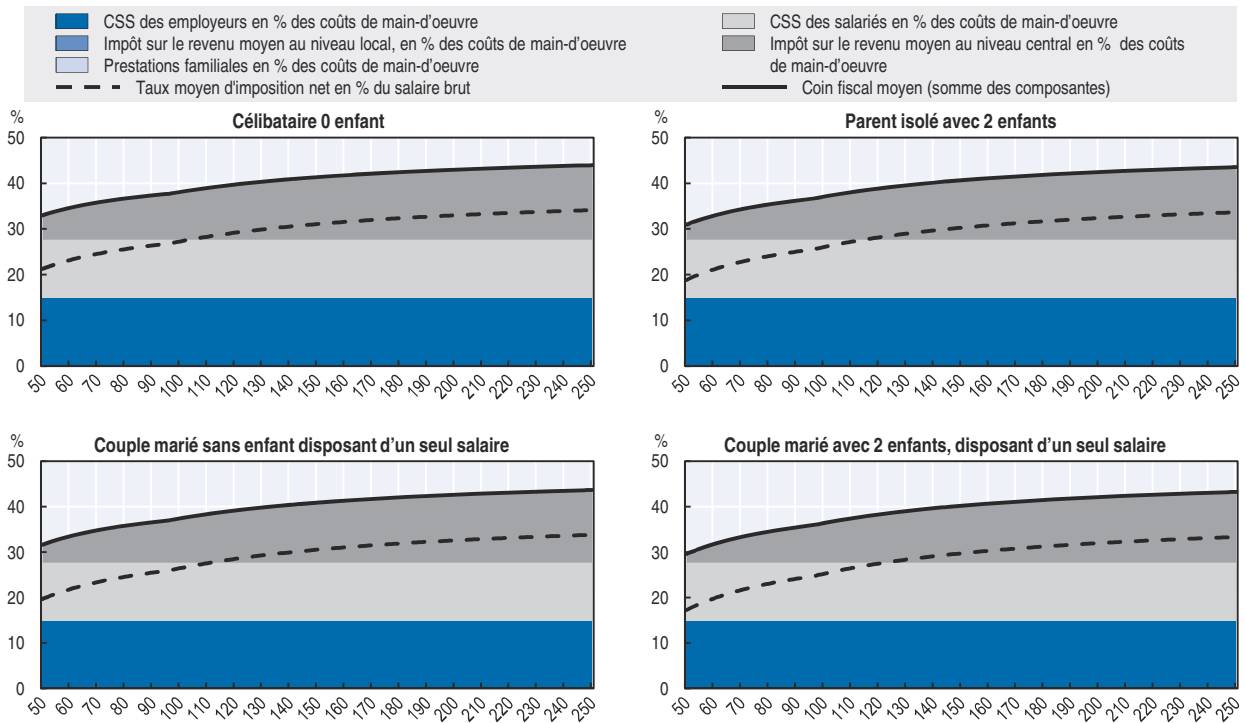 CSS des employeurs en % des coûts de main-d'oeuvre
CSS des salariés en % des coûts de main-d'oeuvre
Impôt sur le revenu moyen au niveau local, en % des coûts de main-d'oeuvre
Impôt sur le revenu moyen au niveau central en % des coûts
de main-d'oeuvre
Prestations familiales en % des coûts de main-d'oeuvre
Taux moyen d'imposition net en % du salaire brut
Coin fiscal moyen (somme des composantes)
Célibataire 0 enfant
%
50
40
30
20
10
0
50 60 70 80 90 100 110 120 130 140 150 160 170 180 190 200 210 220 230 240 250
Parent isolé avec 2 enfants
%
50
40
30
20
10
0
50 60 70 80 90 100 110 120 130 140 150 160 170 180 190 200 210 220 230 240 250
Couple marié sans enfant disposant d'un seul salaire
%
50
40
30
20
10
0
50 60 70 80 90 100 110 120 130 140 150 160 170 180 190 200 210 220 230 240 250
Couple marié avec 2 enfants, disposant d'un seul salaire
%
50
40
30
20
10
0
50 60 70 80 90 100 110 120 130 140 150 160 170 180 190 200 210 220 230 240 250